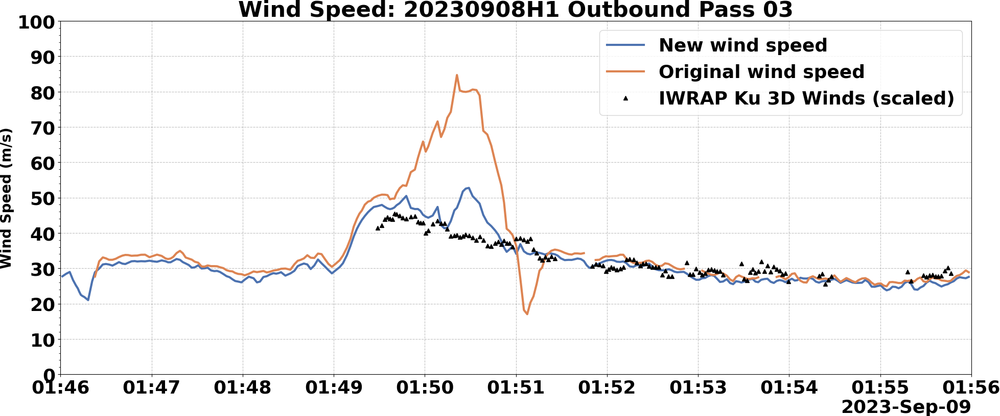 Wind Speed: 20230908H1 Outbound Pass 03
100
90
80
70
60
50
40
30
20
10
0
Wind Speed (m/s)
New wind speed
Original wind speed
IWRAP Ku 3D Winds (scaled)
01:46 01:47 01:48 01:49 01:50 01:51 01:52 01:53 01:54 01:55 01:56
2023-Sep-09